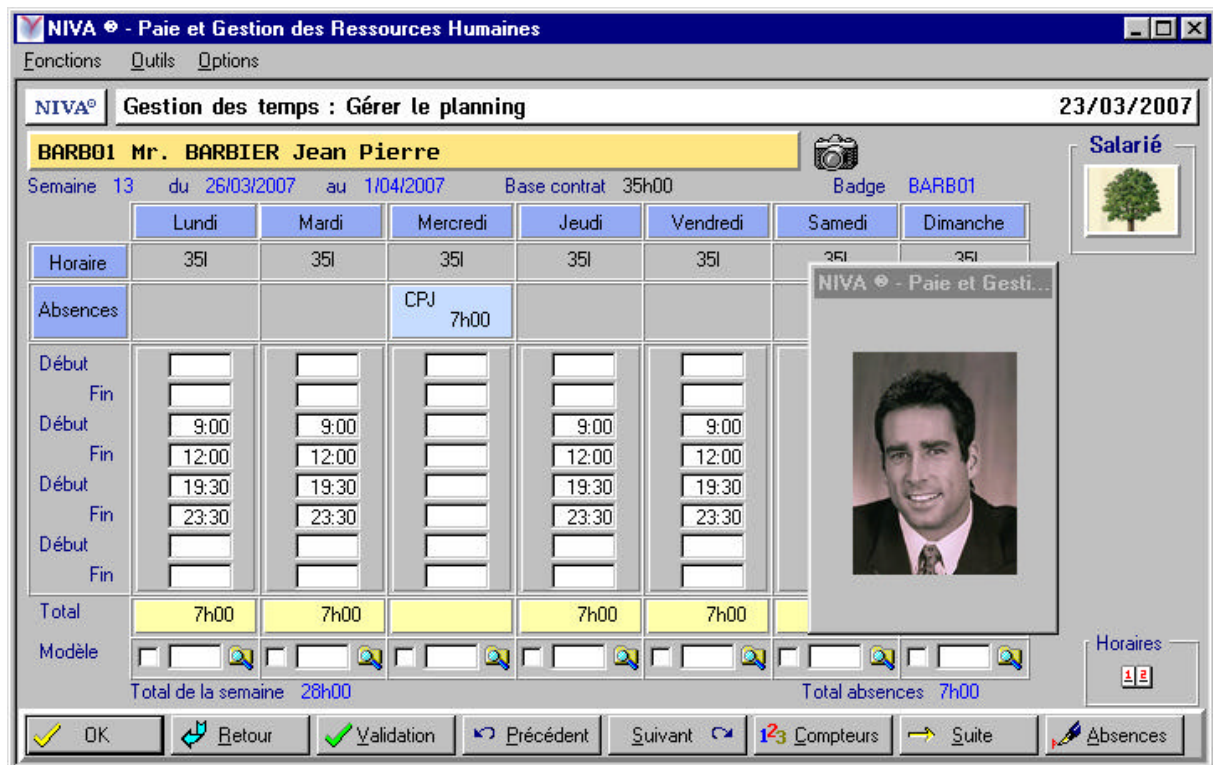 NIVA ® - Paie et Gestion des Ressources Humaines
Fonctions Outils Options
NIVA® Gestion des temps : Gérer le planning 23/03/2007
BARB01 Mr. BARBIER Jean Pierre
Salarié
Semaine 13 du 26/03/2007 au 1/04/2007 Base contrat 35h00 Badge BARB01
Lundi Mardi Mercredi Jeudi Vendredi Samedi Dimanche
Horaire 35I 35I 35I 35I 35I 35I 35I
NIVA ® - Paie et Gesti...
Absences CPJ
7h00
Début
Fin
Début 9:00 9:00 9:00 9:00
Fin 12:00 12:00 12:00 12:00
Début 19:30 19:30 19:30 19:30
Fin 23:30 23:30 23:30 23:30
Début
Fin
Total 7h00 7h00 7h00 7h00
Modèle
Horaires
1 2
Total de la semaine 28h00 Total absences 7h00
OK Retour Validation Précédent Suivant 123 Compteurs Suite Absences